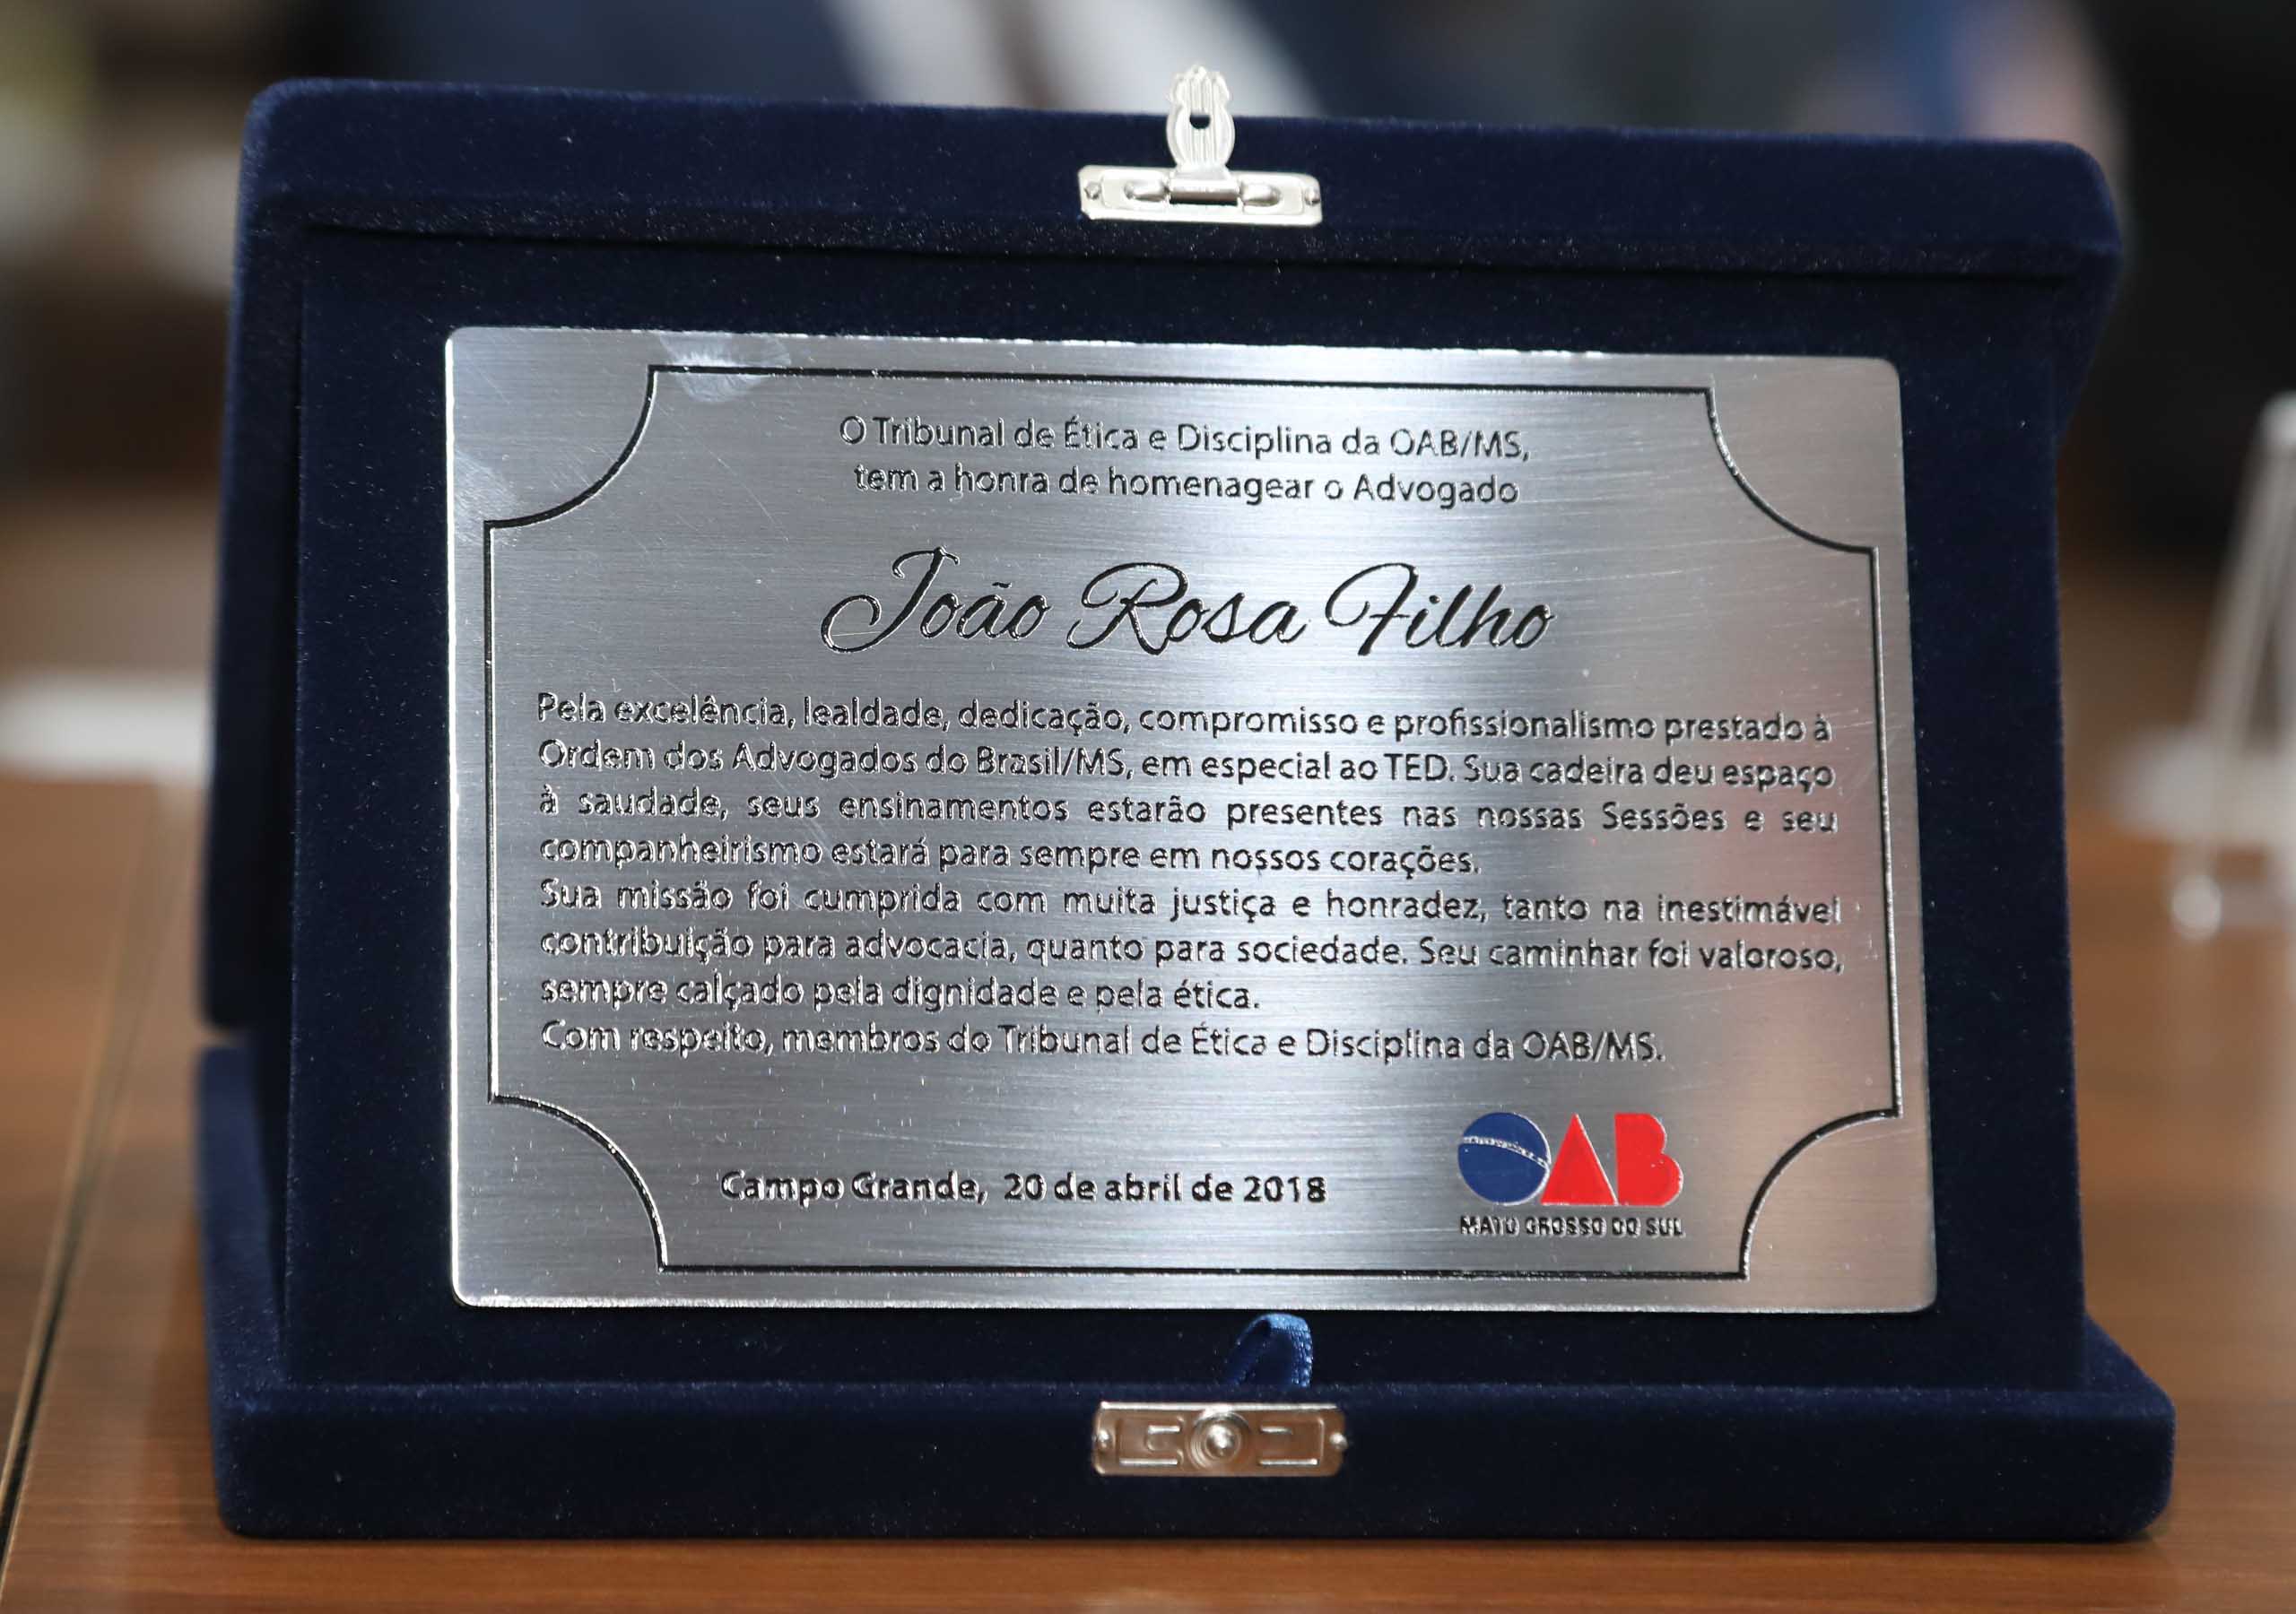 O Tribunal de Ética e Disciplina da OAB/MS,
tem a honra de homenagear o Advogado
João Rosa Filho
Pela excelência, lealdade, dedicação, compromisso e profissionalismo prestado à
Ordem dos Advogados do Brasil/MS, em especial ao TED. Sua cadeira deu espaço
à saudade, seus ensinamentos estarão presentes nas nossas Sessões e seu
companheirismo estará para sempre em nossos corações.
Sua missão foi cumprida com muita justiça e honradez, tanto na inestimável
contribuição para advocacia, quanto para sociedade. Seu caminhar foi valoroso,
sempre calçado pela dignidade e pela ética.
Com respeito, membros do Tribunal de Ética e Disciplina da OAB/MS.
Campo Grande, 20 de abril de 2018
OAB
MATO GROSSO DO SUL